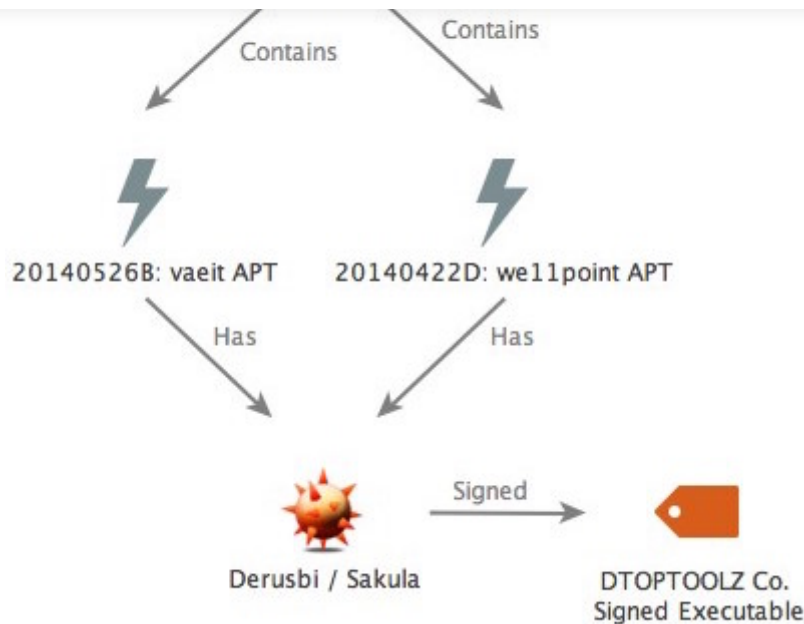 Contains
Contains
20140526B: vaeit APT
20140422D: we11point APT
Has
Has
Signed
Derusbi / Sakula
DTOPTOOLZ Co.
Signed Executable